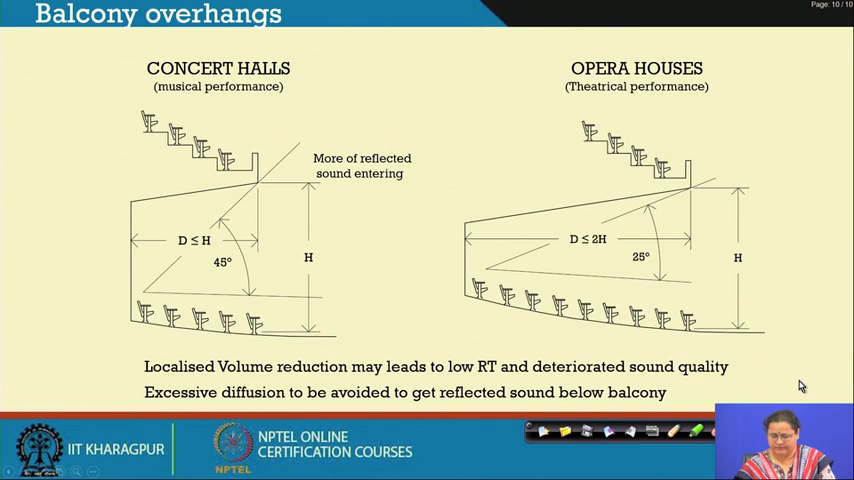 Page: 10 / 10
Balcony overhangs
CONCERT HALLS
(musical performance)
OPERA HOUSES
(Theatrical performance)
More of reflected
sound entering
D ≤ H
45°
H
D ≤ 2H
25°
H
Localised Volume reduction may leads to low RT and deteriorated sound quality
Excessive diffusion to be avoided to get reflected sound below balcony
IIT KHARAGPUR
NPTEL
NPTEL ONLINE
CERTIFICATION COURSES